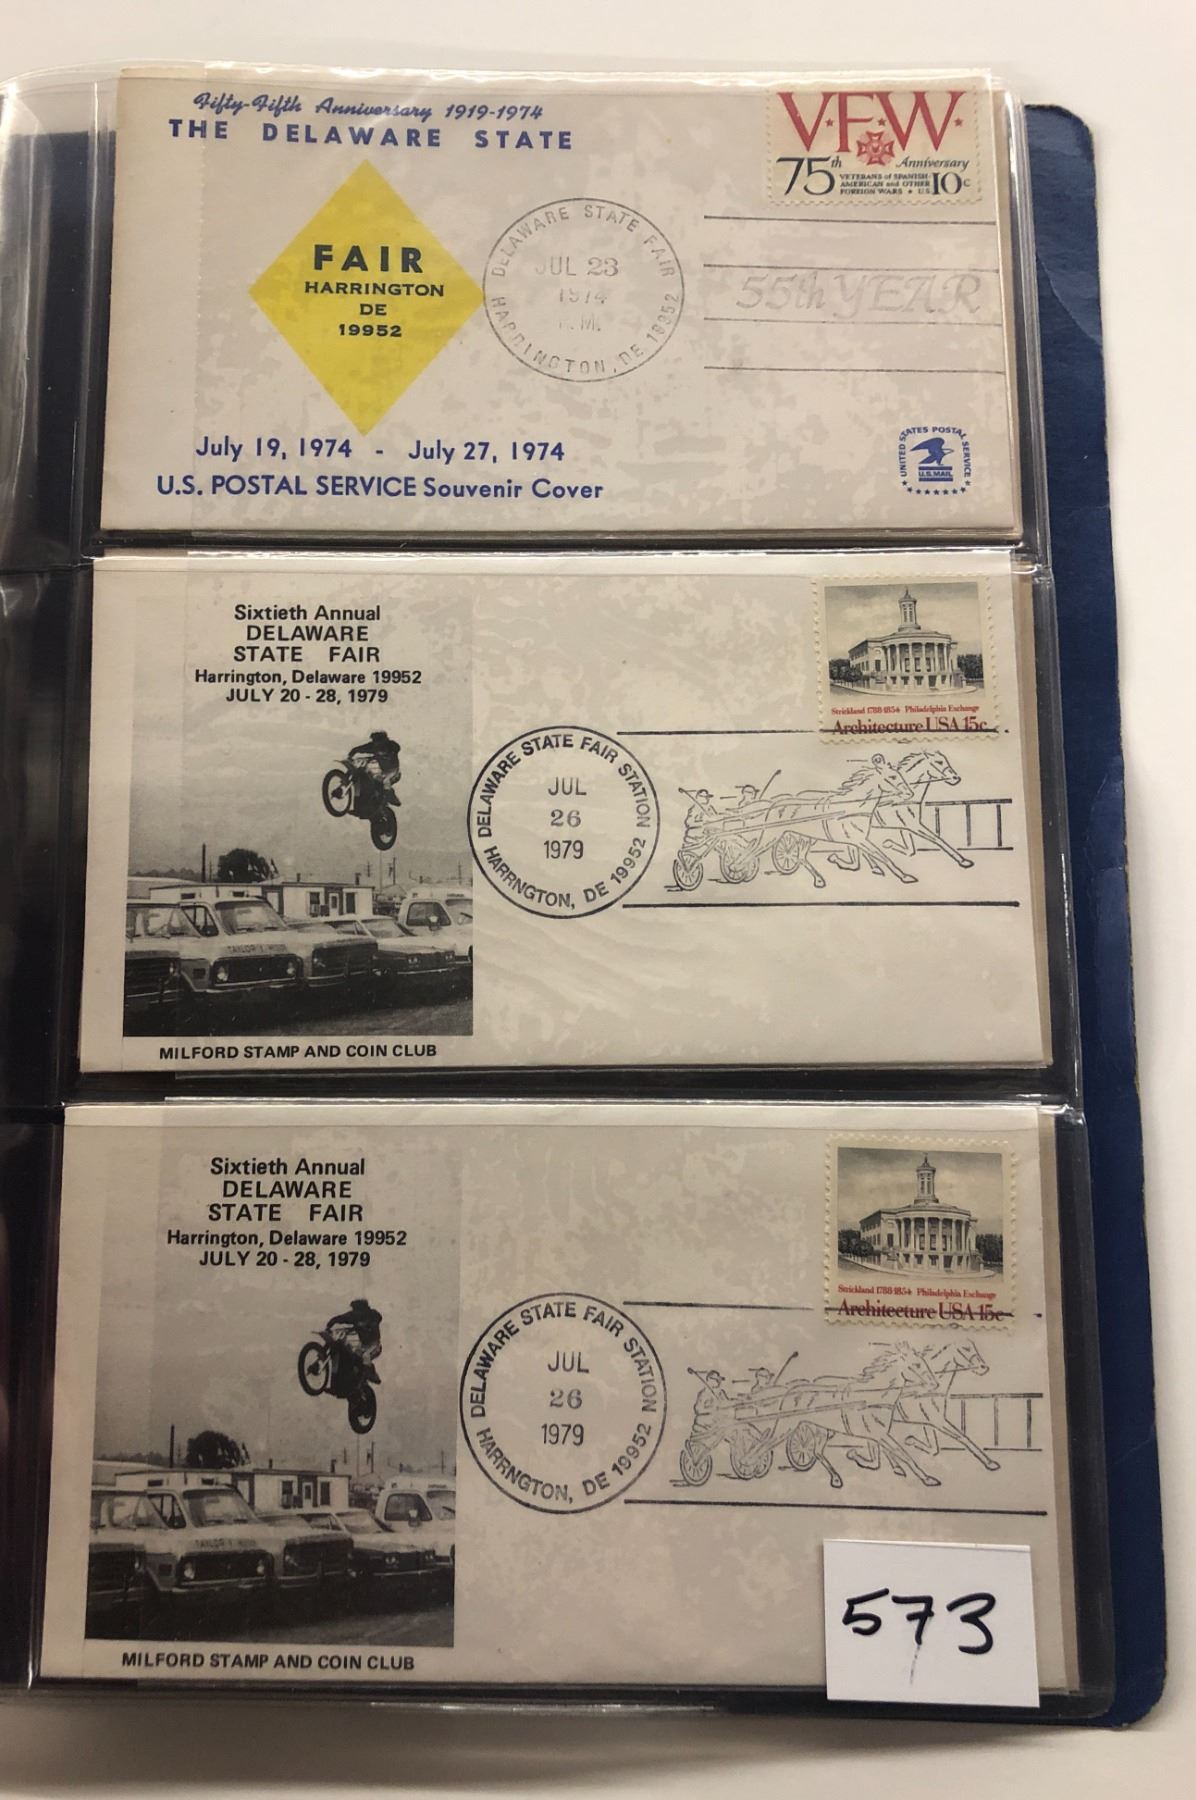 Fifty-Fifth Anniversary 1919-1974
THE DELAWARE STATE
FAIR
HARRINGTON
DE
19952
July 19, 1974 - July 27, 1974
U.S. POSTAL SERVICE Souvenir Cover
DELAWARE STATE FAIR
JUL 23
1974
HARRINGTON, DE 19952
V·F·W·
75th Anniversary
VETERANS of SPANISH-
AMERICAN and OTHER
FOREIGN WARS ★ U.S. 10c
55th YEAR
UNITED STATES POSTAL SERVICE
U.S. MAIL
Sixtieth Annual
DELAWARE
STATE FAIR
Harrington, Delaware 19952
JULY 20 - 28, 1979
MILFORD STAMP AND COIN CLUB
DELAWARE STATE FAIR STATION
JUL
26
1979
HARRNGTON, DE 19952
Strickland 1788-1854 Philadelphia Exchange
Architecture USA 15c
Sixtieth Annual
DELAWARE
STATE FAIR
Harrington, Delaware 19952
JULY 20 - 28, 1979
MILFORD STAMP AND COIN CLUB
DELAWARE STATE FAIR STATION
JUL
26
1979
HARRNGTON, DE 19952
Strickland 1788-1854 Philadelphia Exchange
Architecture USA 15c
573